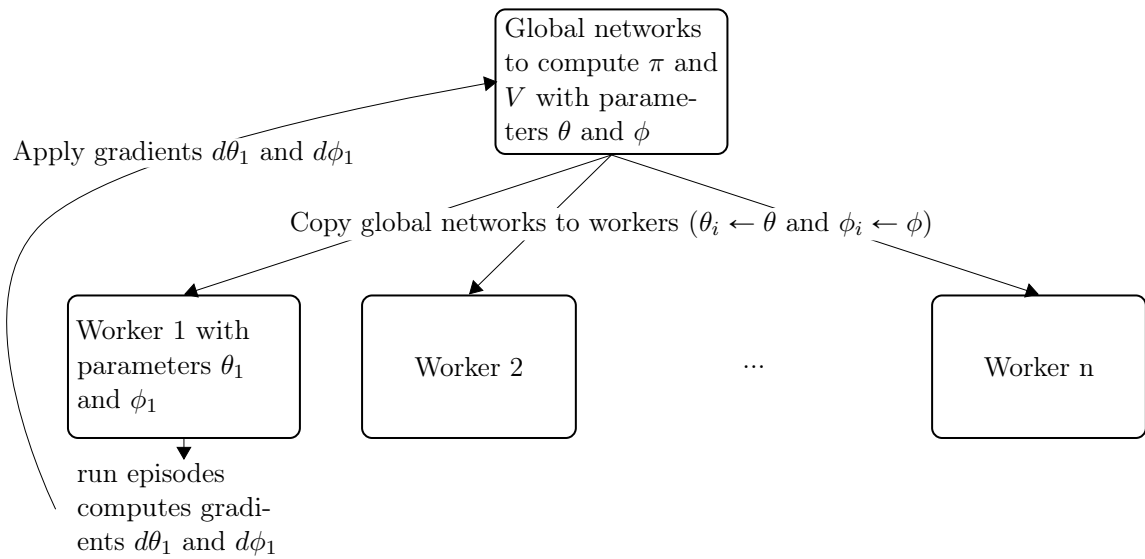 Global networks
to compute π and
V with parame-
ters θ and ϕ
Apply gradients dθ₁ and dϕ₁
Copy global networks to workers (θᵢ ← θ and ϕᵢ ← ϕ)
Worker 1 with
parameters θ₁
and ϕ₁
Worker 2
...
Worker n
run episodes
computes gradi-
ents dθ₁ and dϕ₁